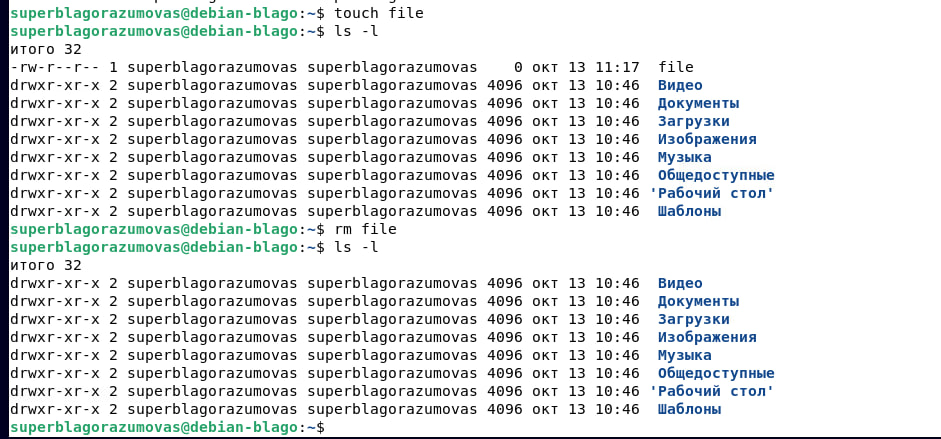 superblagorazumovas@debian-blago:~$ touch file
superblagorazumovas@debian-blago:~$ ls -l
итого 32
-rw-r--r-- 1 superblagorazumovas superblagorazumovas    0 окт 13 11:17  file
drwxr-xr-x 2 superblagorazumovas superblagorazumovas 4096 окт 13 10:46  Видео
drwxr-xr-x 2 superblagorazumovas superblagorazumovas 4096 окт 13 10:46  Документы
drwxr-xr-x 2 superblagorazumovas superblagorazumovas 4096 окт 13 10:46  Загрузки
drwxr-xr-x 2 superblagorazumovas superblagorazumovas 4096 окт 13 10:46  Изображения
drwxr-xr-x 2 superblagorazumovas superblagorazumovas 4096 окт 13 10:46  Музыка
drwxr-xr-x 2 superblagorazumovas superblagorazumovas 4096 окт 13 10:46  Общедоступные
drwxr-xr-x 2 superblagorazumovas superblagorazumovas 4096 окт 13 10:46 'Рабочий стол'
drwxr-xr-x 2 superblagorazumovas superblagorazumovas 4096 окт 13 10:46  Шаблоны
superblagorazumovas@debian-blago:~$ rm file
superblagorazumovas@debian-blago:~$ ls -l
итого 32
drwxr-xr-x 2 superblagorazumovas superblagorazumovas 4096 окт 13 10:46  Видео
drwxr-xr-x 2 superblagorazumovas superblagorazumovas 4096 окт 13 10:46  Документы
drwxr-xr-x 2 superblagorazumovas superblagorazumovas 4096 окт 13 10:46  Загрузки
drwxr-xr-x 2 superblagorazumovas superblagorazumovas 4096 окт 13 10:46  Изображения
drwxr-xr-x 2 superblagorazumovas superblagorazumovas 4096 окт 13 10:46  Музыка
drwxr-xr-x 2 superblagorazumovas superblagorazumovas 4096 окт 13 10:46  Общедоступные
drwxr-xr-x 2 superblagorazumovas superblagorazumovas 4096 окт 13 10:46 'Рабочий стол'
drwxr-xr-x 2 superblagorazumovas superblagorazumovas 4096 окт 13 10:46  Шаблоны
superblagorazumovas@debian-blago:~$